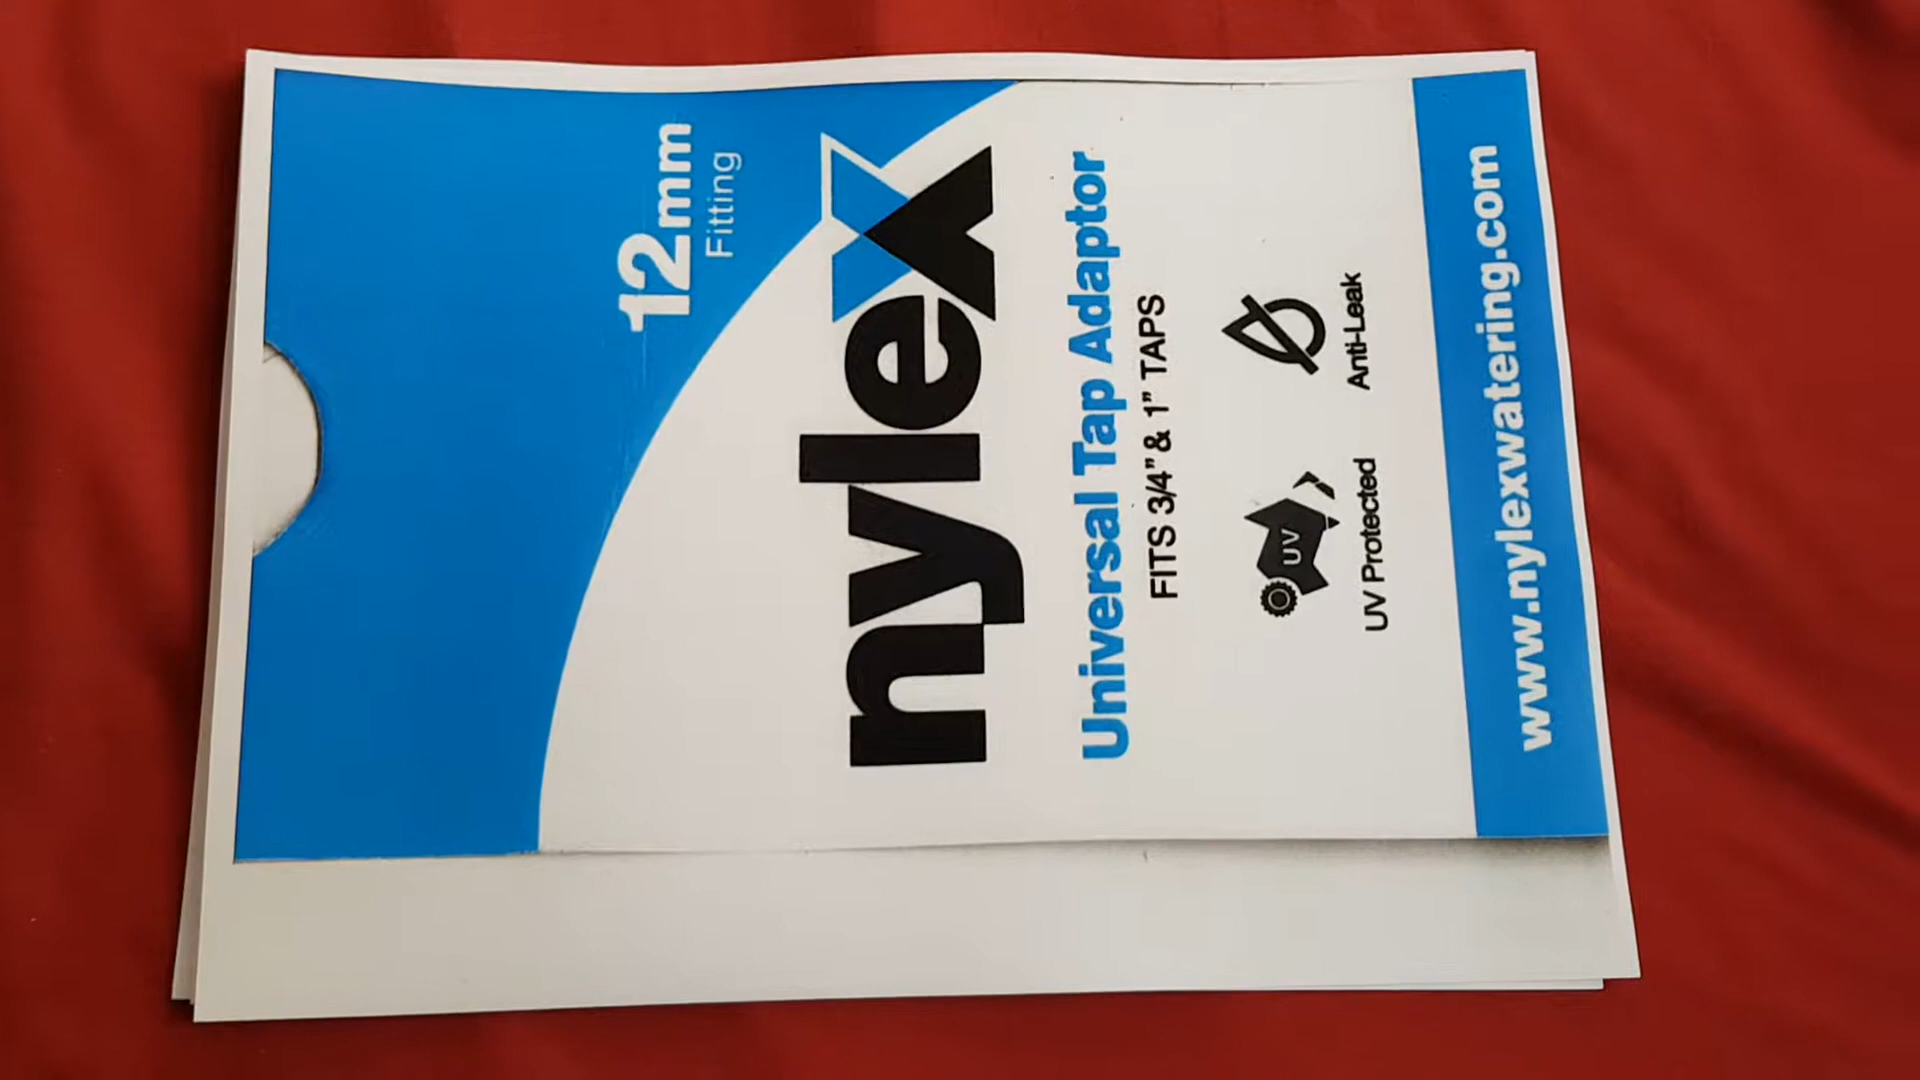 12mm
Fitting
nylex
Universal Tap Adaptor
FITS 3/4" & 1" TAPS
UV
UV Protected
Anti-Leak
www.nylexwatering.com